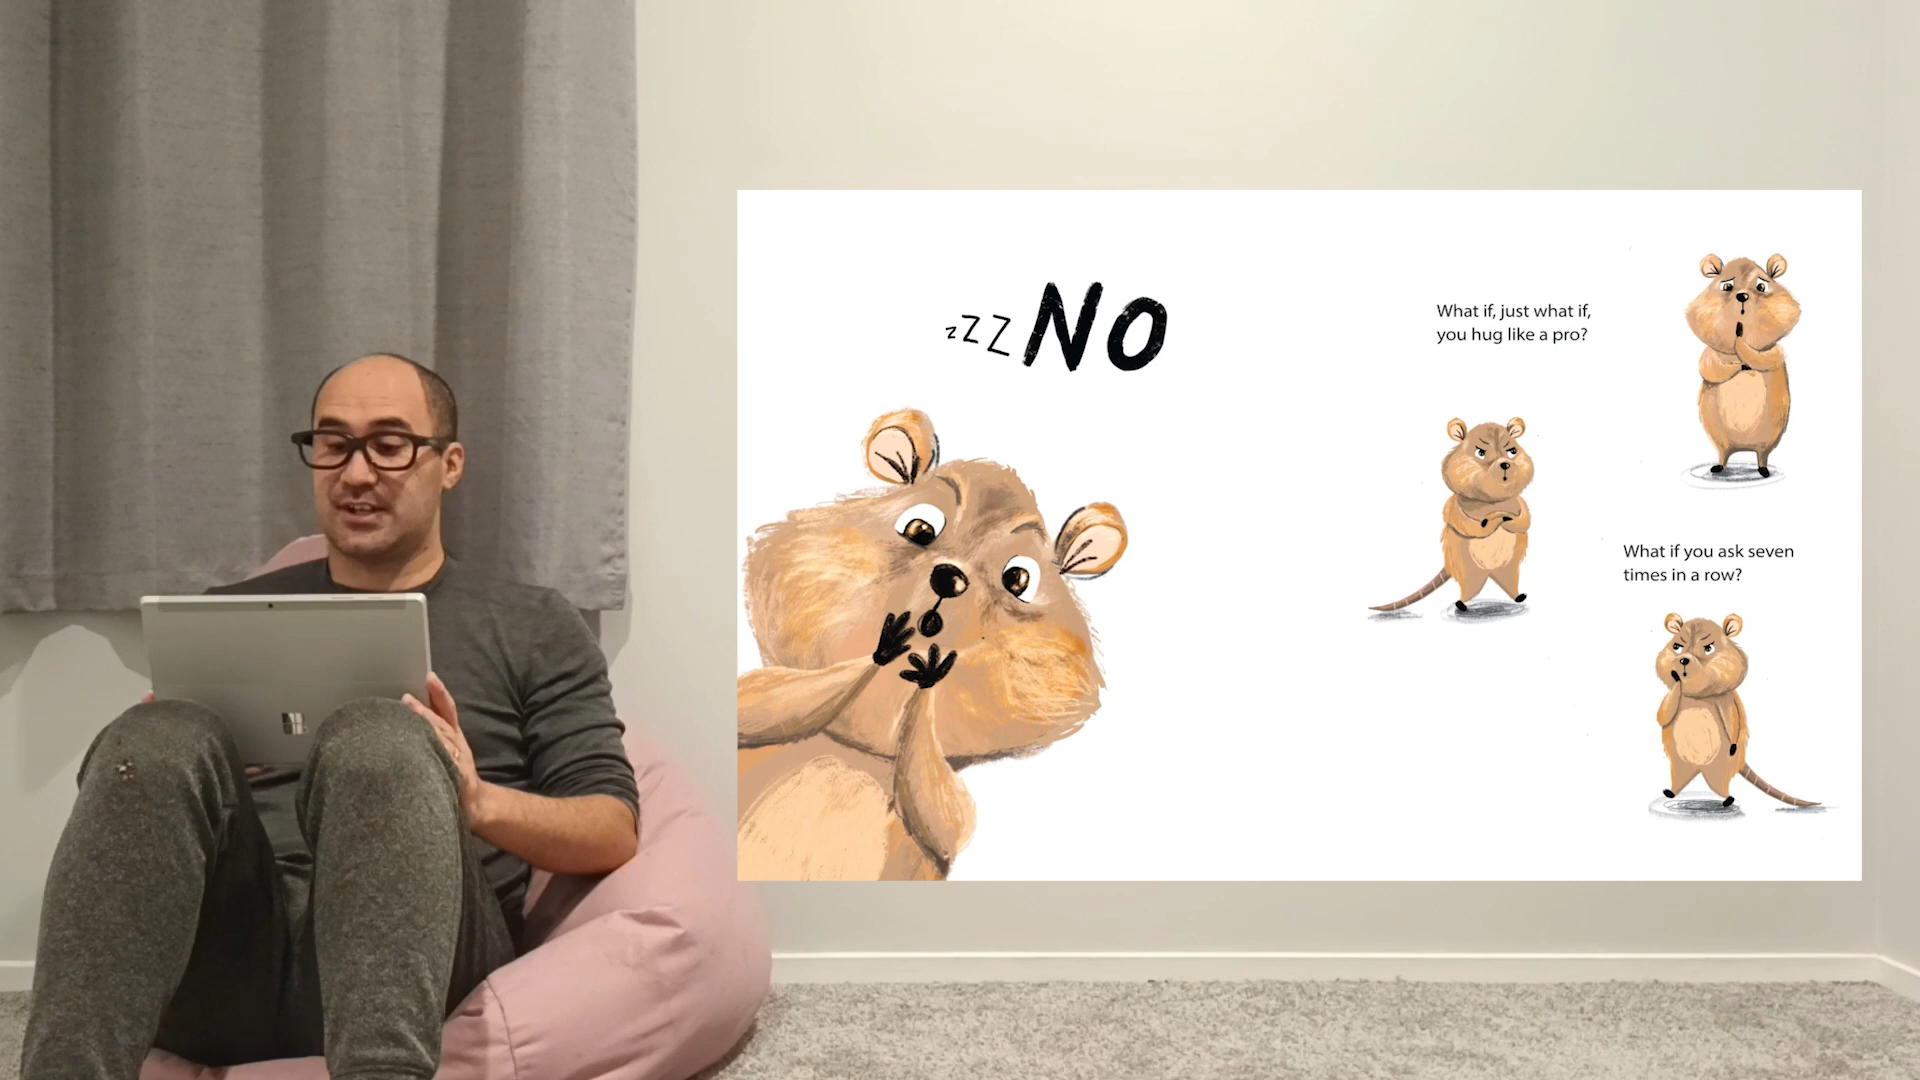 zzz NO
What if, just what if,
you hug like a pro?
What if you ask seven
times in a row?